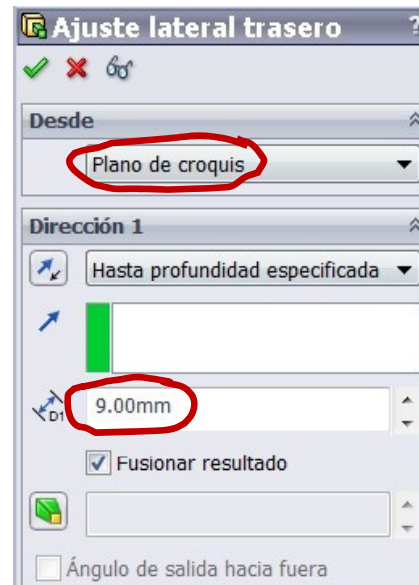 Ajuste lateral trasero ?
Desde
Plano de croquis
Dirección 1
Hasta profundidad especificada
D1 9.00mm
Fusionar resultado
Ángulo de salida hacia fuera